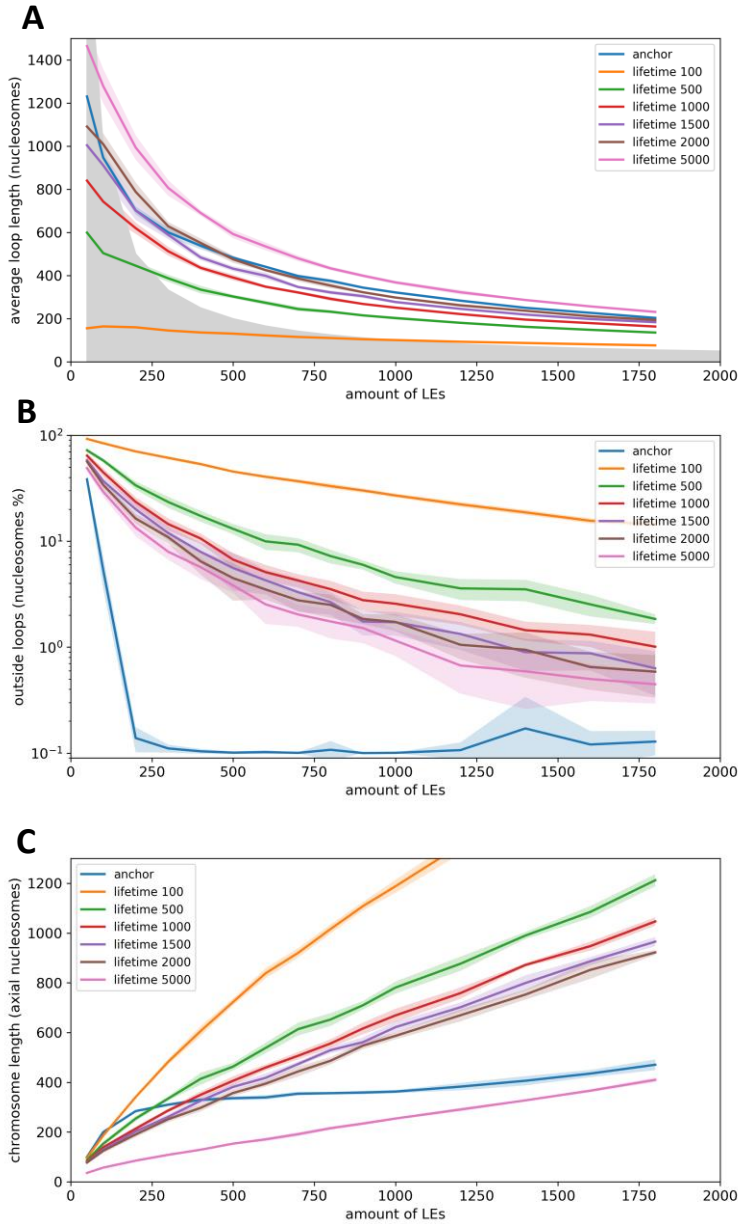 A
average loop length (nucleosomes)
1400
1200
1000
800
600
400
200
0
anchor
lifetime 100
lifetime 500
lifetime 1000
lifetime 1500
lifetime 2000
lifetime 5000
0 250 500 750 1000 1250 1500 1750 2000
amount of LEs
B
outside loops (nucleosomes %)
10²
10¹
10⁰
10⁻¹
anchor
lifetime 100
lifetime 500
lifetime 1000
lifetime 1500
lifetime 2000
lifetime 5000
0 250 500 750 1000 1250 1500 1750 2000
amount of LEs
C
chromosome length (axial nucleosomes)
1200
1000
800
600
400
200
0
anchor
lifetime 100
lifetime 500
lifetime 1000
lifetime 1500
lifetime 2000
lifetime 5000
0 250 500 750 1000 1250 1500 1750 2000
amount of LEs